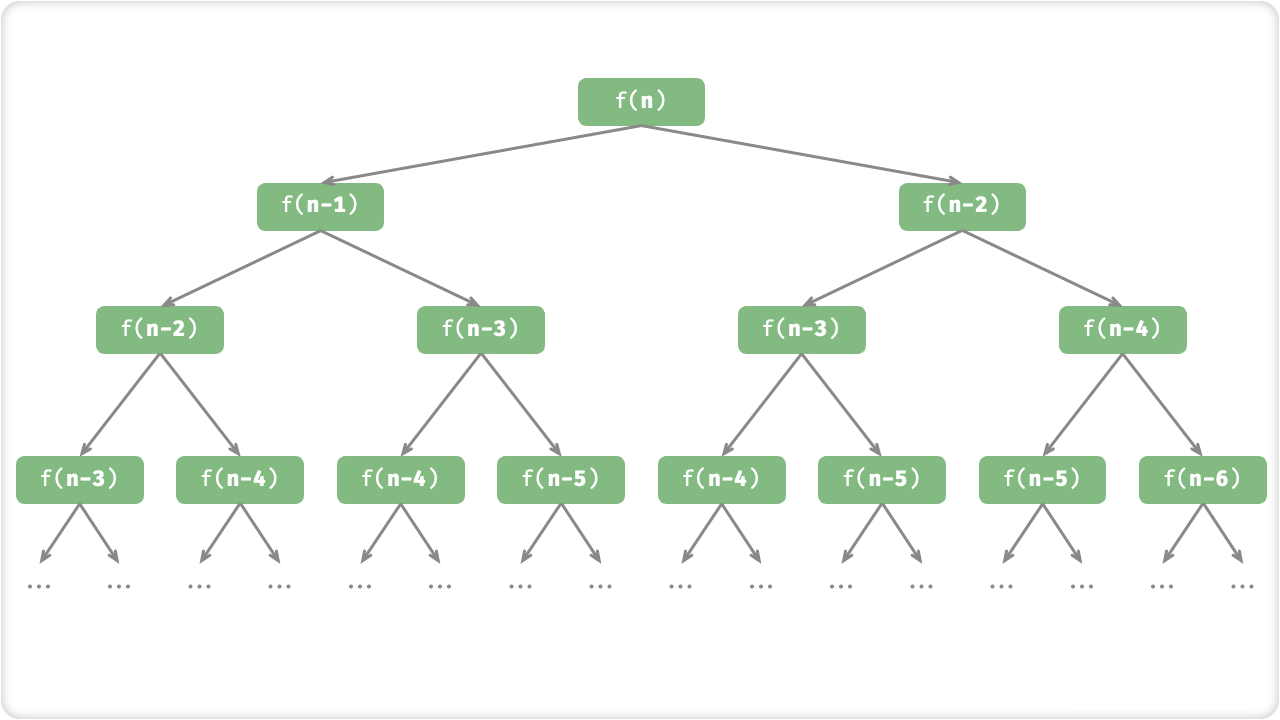 f(n)
f(n-1) f(n-2)
f(n-2) f(n-3) f(n-3) f(n-4)
f(n-3) f(n-4) f(n-4) f(n-5) f(n-4) f(n-5) f(n-5) f(n-6)
... ... ... ... ... ... ... ... ... ... ... ... ... ... ... ...